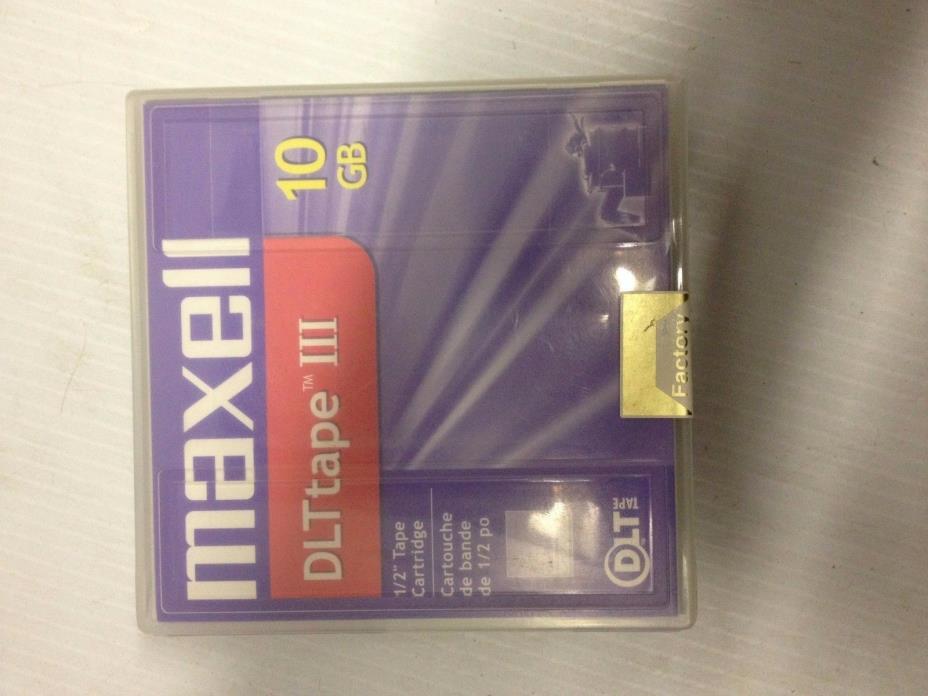 maxell
10
GB
DLTtape™ III
1/2" Tape
Cartridge
Cartouche
de bande
de 1/2 po
DLT
TAPE
Factory